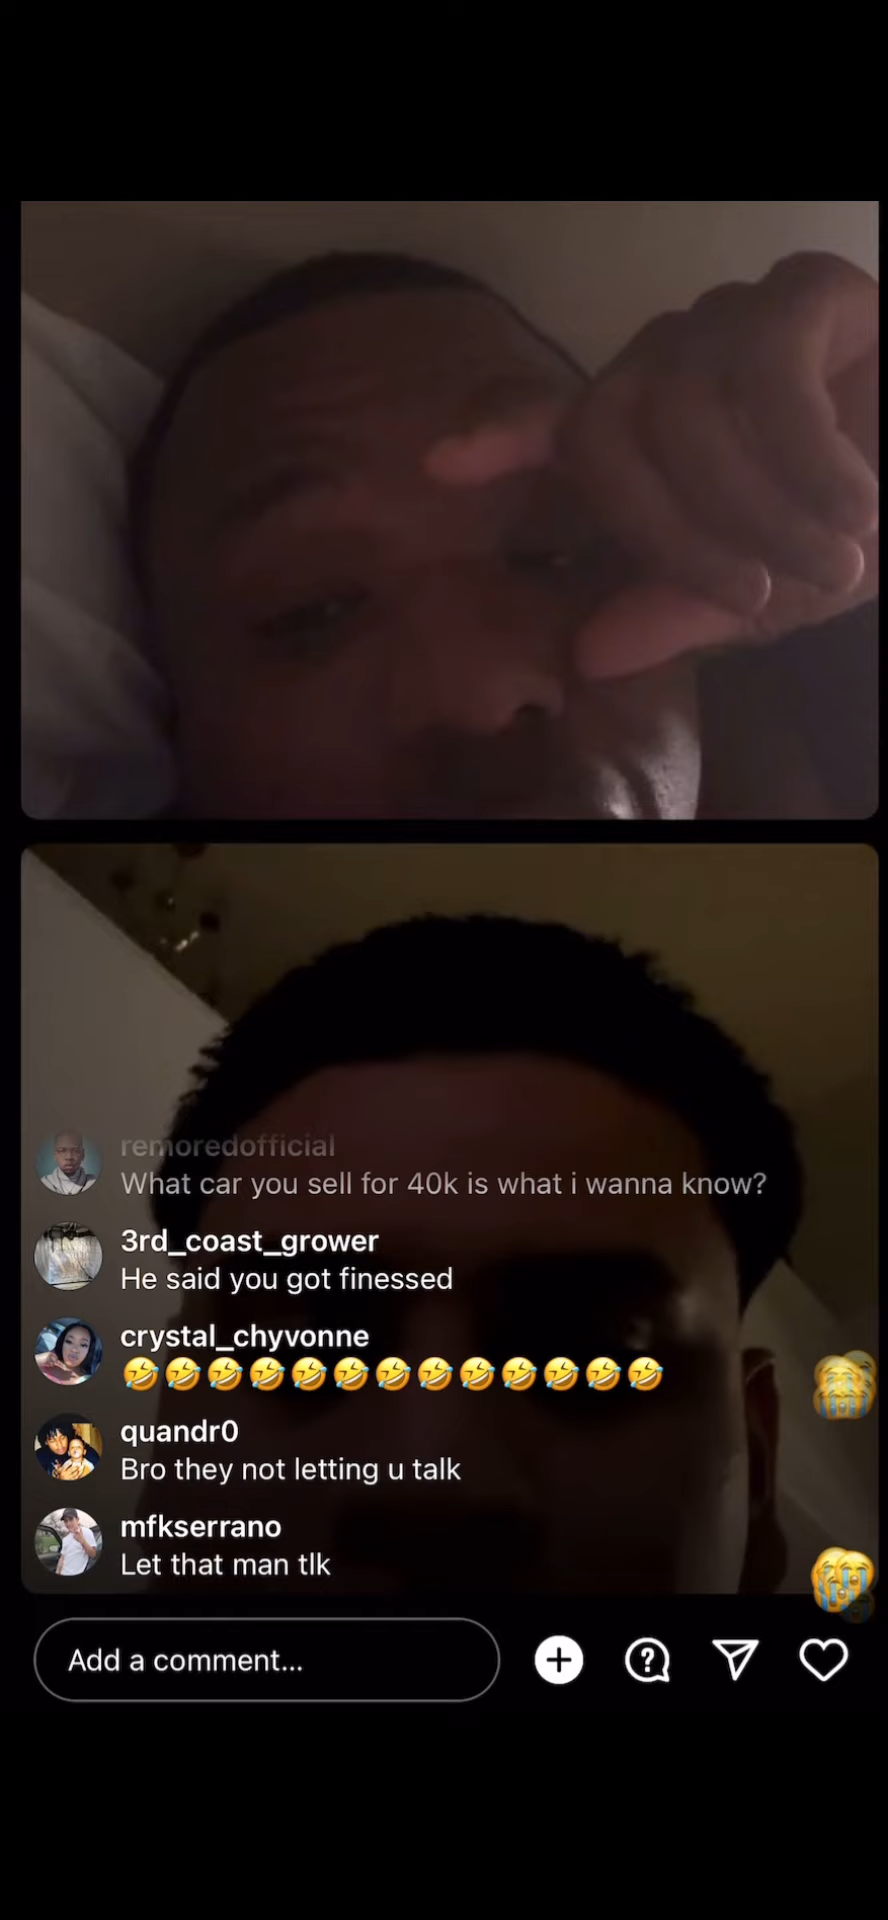 remoredofficial
What car you sell for 40k is what i wanna know?
3rd_coast_grower
He said you got finessed
crystal_chyvonne
🤣🤣🤣🤣🤣🤣🤣🤣🤣🤣🤣🤣🤣
quandr0
Bro they not letting u talk
mfkserrano
Let that man tlk
Add a comment...